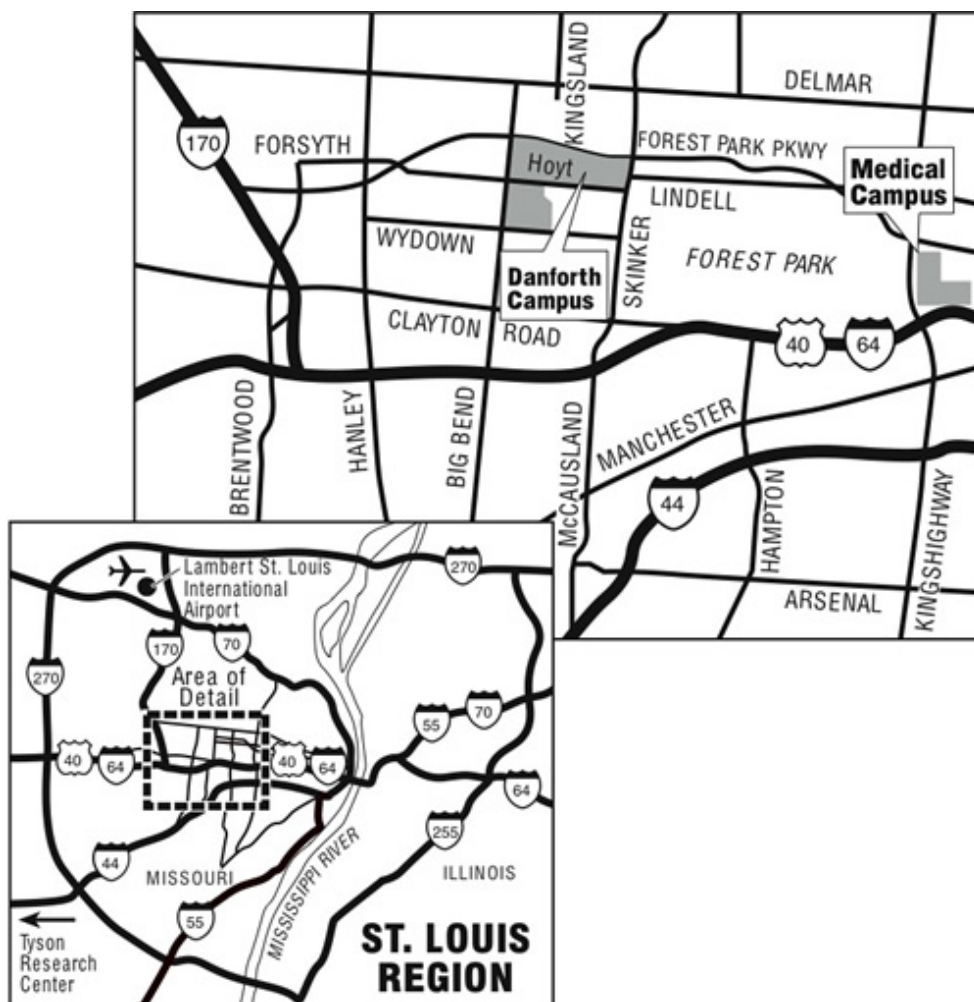 KINGSLAND
DELMAR
170
FORSYTH
Hoyt
FOREST PARK PKWY
Medical
Campus
LINDELL
WYDOWN
SKINKER
FOREST PARK
Danforth
Campus
CLAYTON
ROAD
40
64
BRENTWOOD
HANLEY
BIG BEND
McCAUSLAND
MANCHESTER
44
HAMPTON
KINGSHIGHWAY
ARSENAL
Lambert St. Louis
International
Airport
270
170
70
270
Area of
Detail
55
70
40
64
40
64
64
255
44
MISSOURI
ILLINOIS
MISSISSIPPI RIVER
55
Tyson
Research
Center
ST. LOUIS
REGION